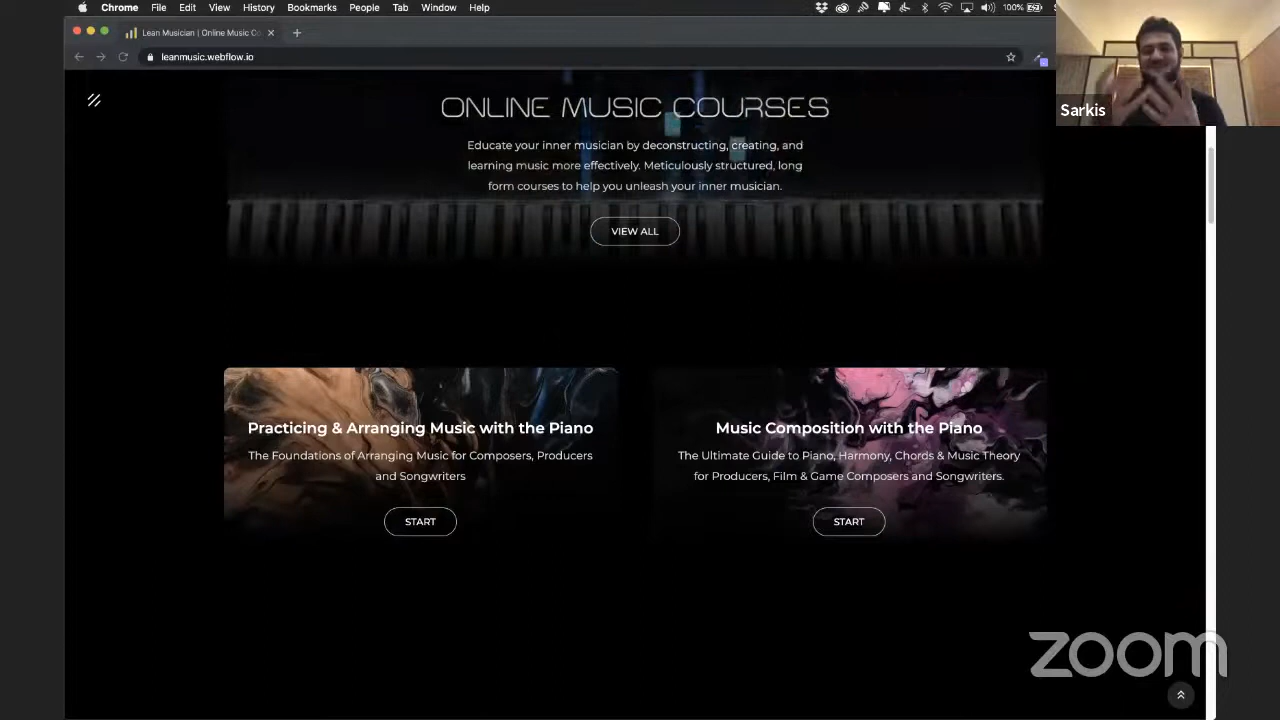 Chrome File Edit View History Bookmarks People Tab Window Help 100%
Lean Musician | Online Music Co
leanmusic.webflow.io
Sarkis
ONLINE MUSIC COURSES
Educate your inner musician by deconstructing, creating, and
learning music more effectively. Meticulously structured, long
form courses to help you unleash your inner musician.
VIEW ALL
Practicing & Arranging Music with the Piano
The Foundations of Arranging Music for Composers, Producers
and Songwriters
START
Music Composition with the Piano
The Ultimate Guide to Piano, Harmony, Chords & Music Theory
for Producers, Film & Game Composers and Songwriters.
START
zoom